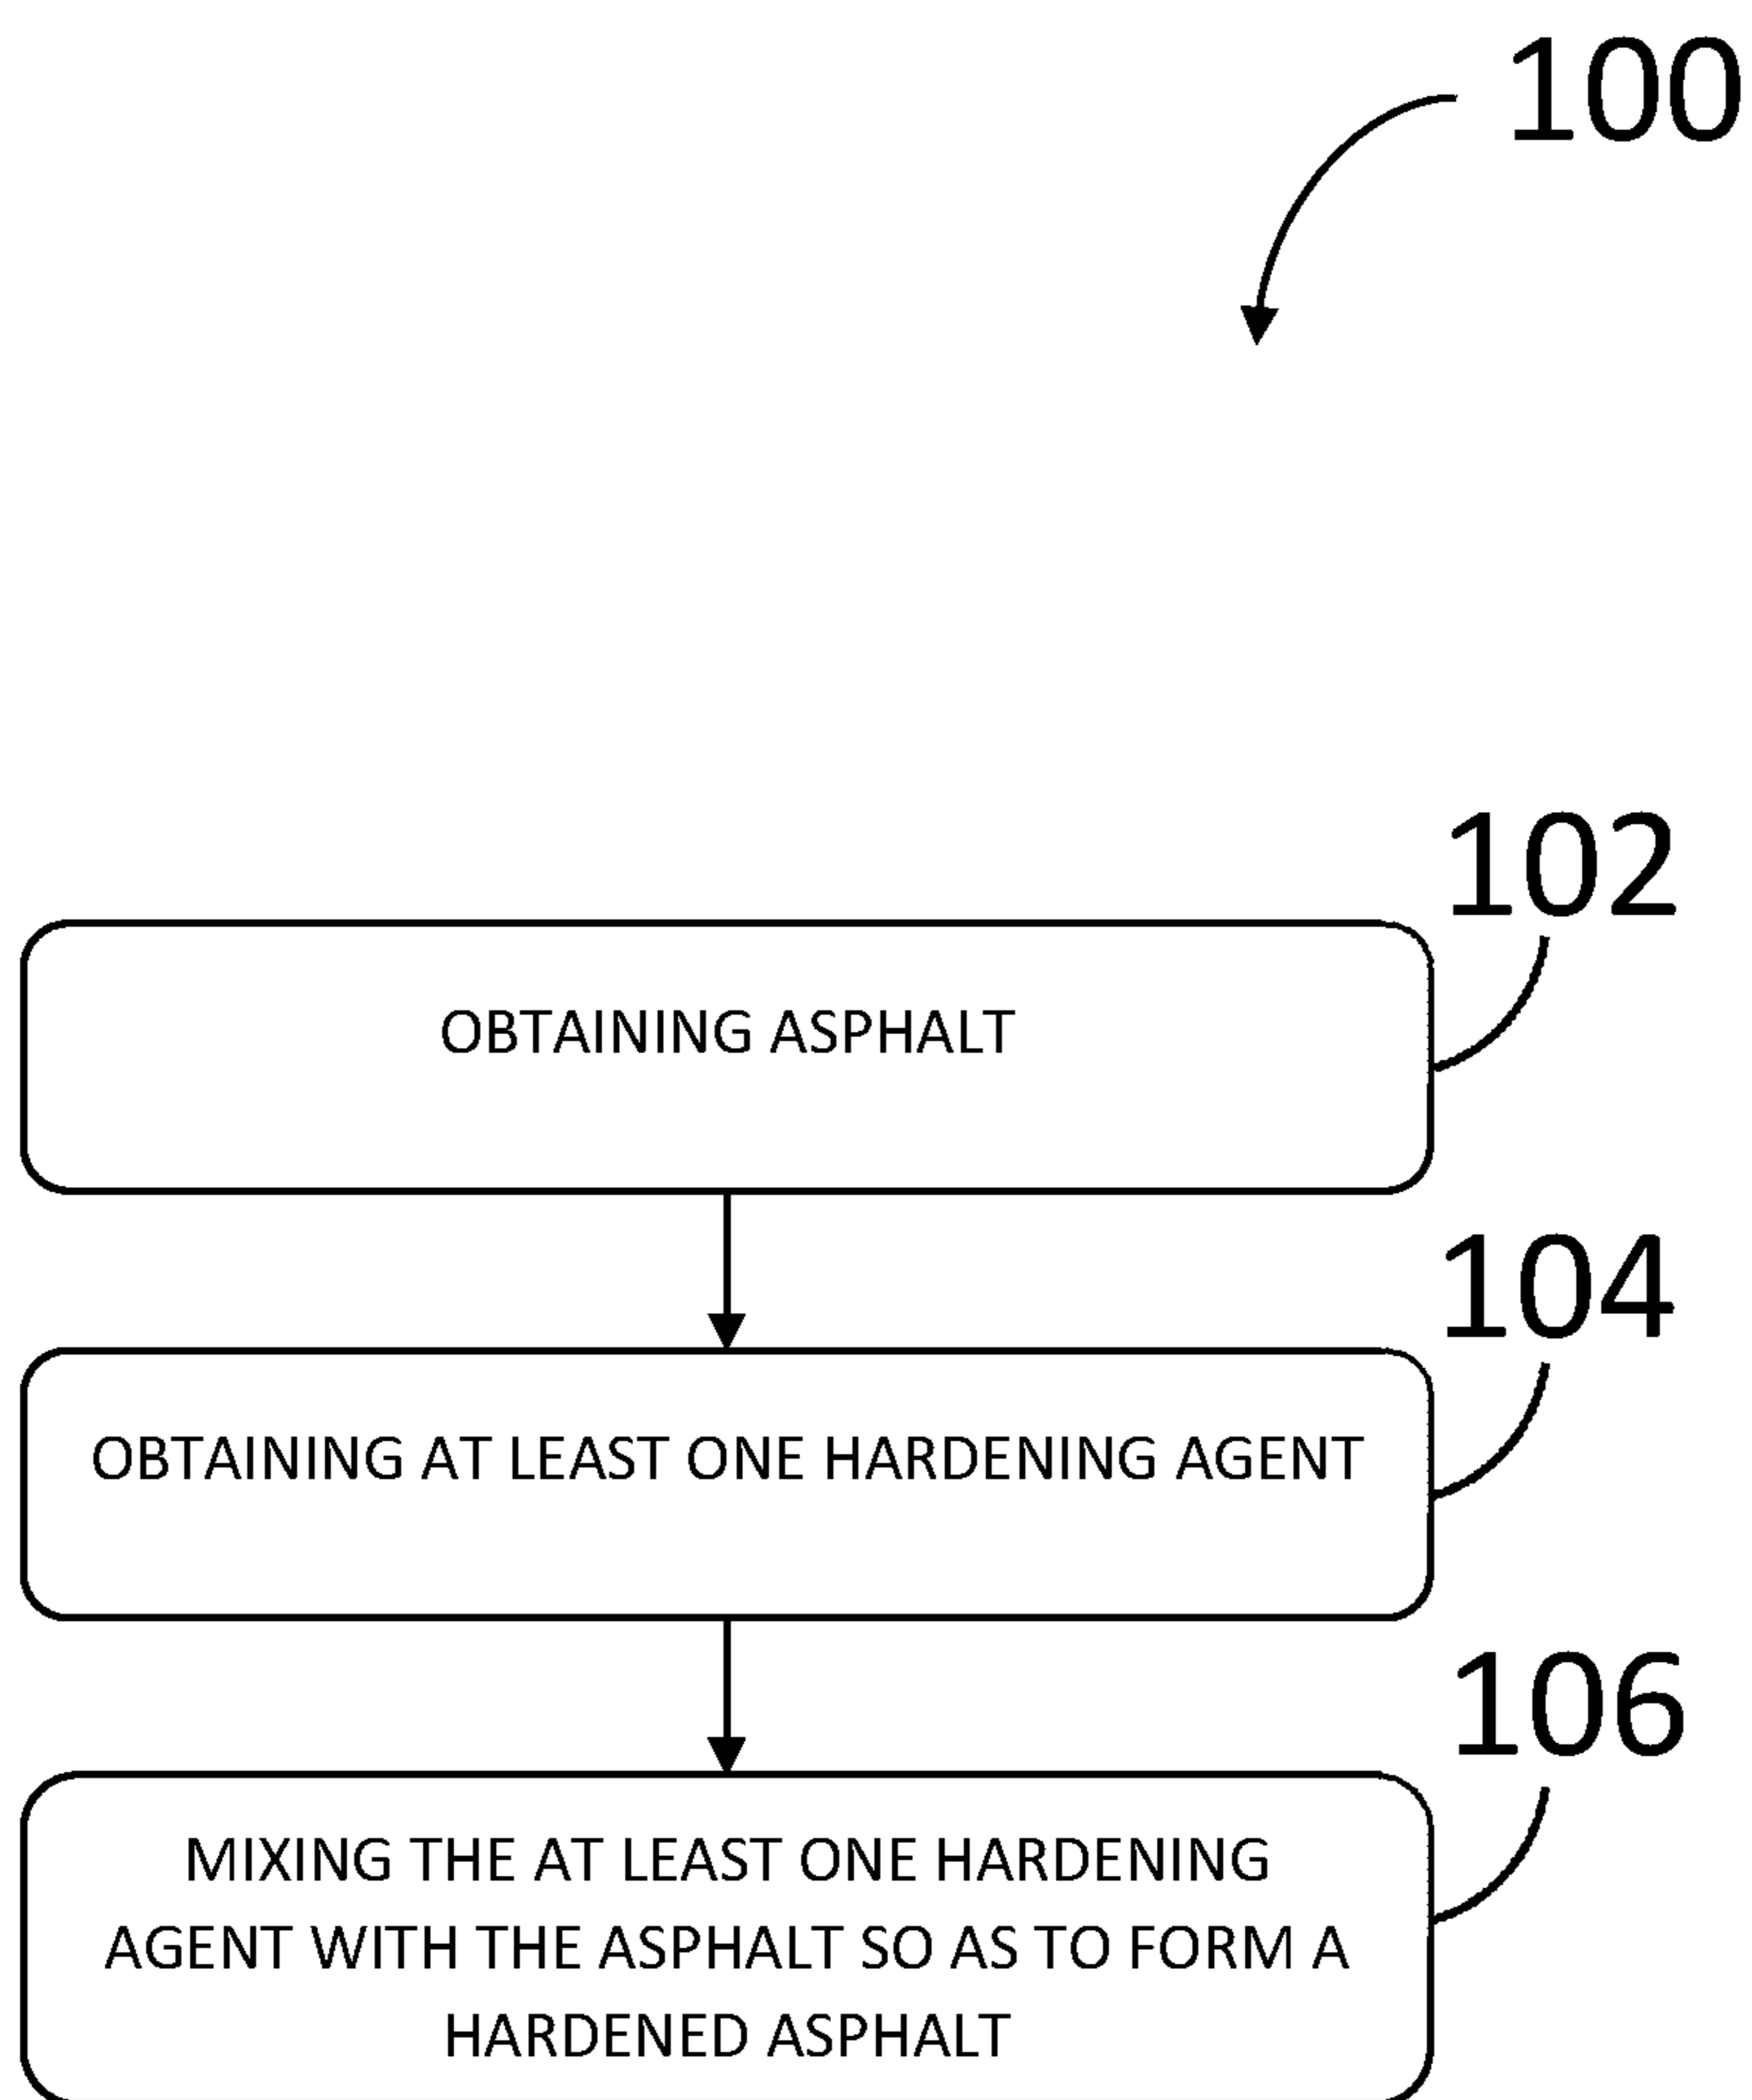 100
102
OBTAINING ASPHALT
104
OBTAINING AT LEAST ONE HARDENING AGENT
106
MIXING THE AT LEAST ONE HARDENING
AGENT WITH THE ASPHALT SO AS TO FORM A
HARDENED ASPHALT